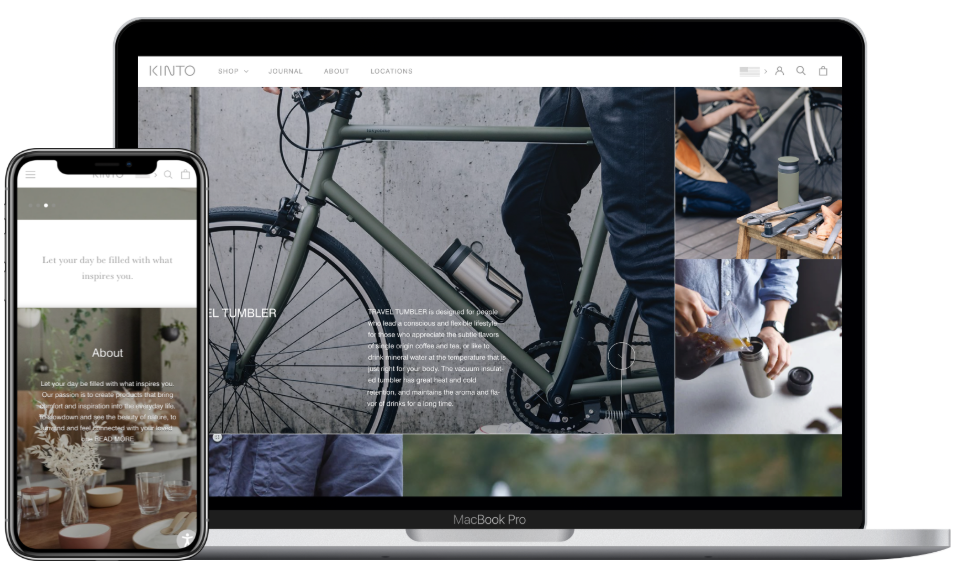 KINTO
SHOP
JOURNAL
ABOUT
LOCATIONS
EL TUMBLER
TRAVEL TUMBLER is designed for people
who lead a conscious and flexible lifestyle
for those who appreciate the subtle flavors
of single origin coffee and tea, or like to
drink mineral water at the temperature that is
just right for your body. The vacuum insulat-
ed tumbler has great heat and cold
retention, and maintains the aroma and fla-
vor of drinks for a long time.
MacBook Pro
KINTO
Let your day be filled with what
inspires you.
About
Let your day be filled with what inspires you.
Our passion is to create products that bring
comfort and inspiration into the everyday life.
To slowdown and see the beauty of nature, to
and feel connected with your loved
READ MORE